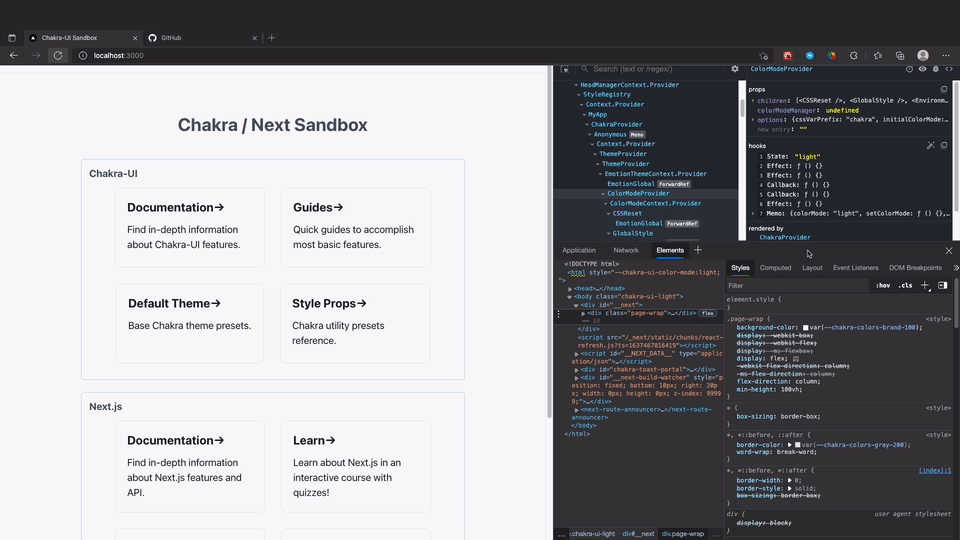 Chakra-UI Sandbox
GitHub
localhost:3000
Chakra / Next Sandbox
Chakra-UI
Documentation→
Find in-depth information
about Chakra-UI features.
Guides→
Quick guides to accomplish
most basic features.
Default Theme→
Base Chakra theme presets.
Style Props→
Chakra utility presets
reference.
Next.js
Documentation→
Find in-depth information
about Next.js features and
API.
Learn→
Learn about Next.js in an
interactive course with
quizzes!
Search (text or /regex/)
HeadManagerContext.Provider
StyleRegistry
Context.Provider
MyApp
ChakraProvider
Anonymous Memo
Context.Provider
ThemeProvider
ThemeProvider
EmotionThemeContext.Provider
EmotionGlobal ForwardRef
ColorModeProvider
ColorModeContext.Provider
CSSReset
EmotionGlobal ForwardRef
GlobalStyle
ColorModeProvider
props
children: [<CSSReset />, <GlobalStyle />, <Environm…
colorModeManager: undefined
options: {cssVarPrefix: "chakra", initialColorMode:…
new entry: ""
hooks
1 State: "light"
2 Effect: ƒ () {}
3 Effect: ƒ () {}
4 Callback: ƒ () {}
5 Callback: ƒ () {}
6 Effect: ƒ () {}
7 Memo: {colorMode: "light", setColorMode: ƒ () {},…
rendered by
ChakraProvider
Application Network Elements
<!DOCTYPE html>
<html style="--chakra-ui-color-mode:light;
">
<head>…</head>
<body class="chakra-ui-light">
<div id="__next">
<div class="page-wrap">…</div> flex
== $0
</div>
<script src="/_next/static/chunks/react-
refresh.js?ts=1637467816419"></script>
<script id="__NEXT_DATA__" type="applic
ation/json">…</script>
<div id="chakra-toast-portal">…</div>
<div id="__next-build-watcher" style="p
osition: fixed; bottom: 10px; right: 20p
x; width: 0px; height: 0px; z-index: 9999
9;">…</div>
<next-route-announcer>…</next-route-
announcer>
</body>
</html>
… .chakra-ui-light div#__next div.page-wrap …
Styles Computed Layout Event Listeners DOM Breakpoints
Filter :hov .cls
element.style {
}
.page-wrap { <style>
background-color: var(--chakra-colors-brand-100);
display: -webkit-box;
display: -webkit-flex;
display: -ms-flexbox;
display: flex;
-webkit-flex-direction: column;
-ms-flex-direction: column;
flex-direction: column;
min-height: 100vh;
}
* { <style>
box-sizing: border-box;
}
*, *::before, ::after { <style>
border-color: var(--chakra-colors-gray-200);
word-wrap: break-word;
}
*, *::before, *::after { (index):1
border-width: 0;
border-style: solid;
box-sizing: border-box;
}
div { user agent stylesheet
display: block;
}